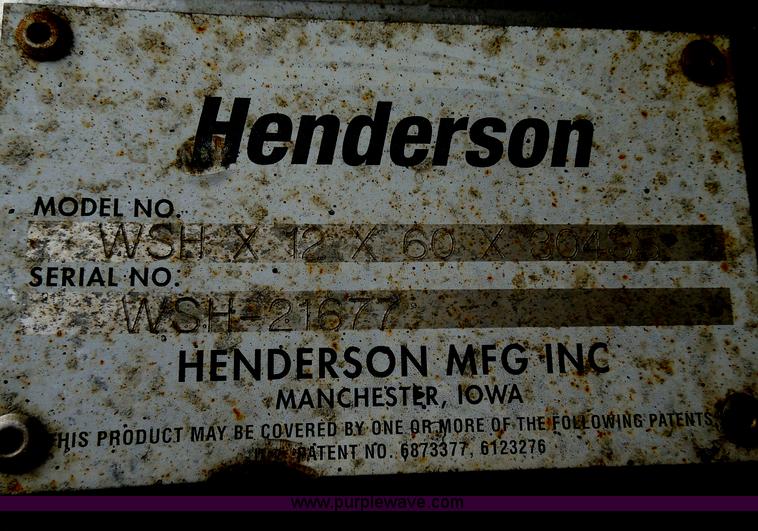 Henderson
MODEL NO.
WSH X 12 X 60 X 304SS
SERIAL NO.
WSH-21677
HENDERSON MFG INC
MANCHESTER, IOWA
THIS PRODUCT MAY BE COVERED BY ONE OR MORE OF THE FOLLOWING PATENTS
PATENT NO. 6873377, 6123276
www.purplewave.com